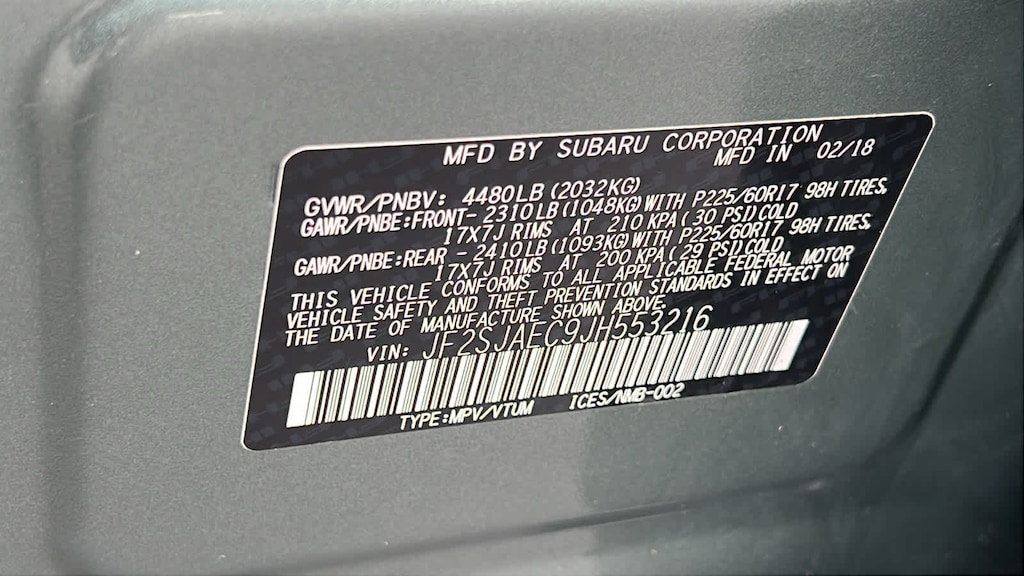 MFD BY SUBARU CORPORATION
MFD IN 02/18
GVWR/PNBV: 4480LB (2032KG)
GAWR/PNBE:FRONT- 2310LB (1048KG) WITH P225/60R17 98H TIRES,
17X7J RIMS AT 210 KPA ( 30 PSI) COLD
GAWR/PNBE:REAR - 2410LB (1093KG) WITH P225/60R17 98H TIRES,
17X7J RIMS AT 200 KPA ( 29 PSI) COLD
THIS VEHICLE CONFORMS TO ALL APPLICABLE FEDERAL MOTOR
VEHICLE SAFETY AND THEFT PREVENTION STANDARDS IN EFFECT ON
THE DATE OF MANUFACTURE SHOWN ABOVE.
VIN: JF2SJAEC9JH553216
TYPE:MPV/VTUM ICES/NMB-002